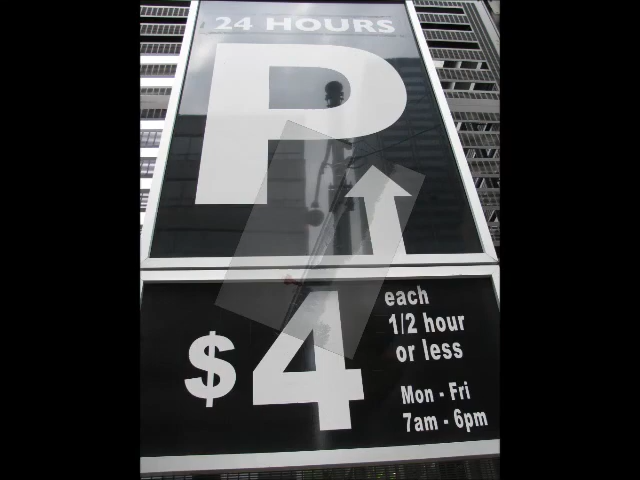 24 HOURS
P
$4
each
1/2 hour
or less
Mon - Fri
7am - 6pm